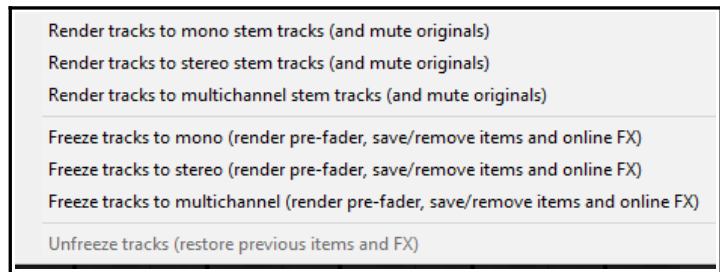 Render tracks to mono stem tracks (and mute originals)
Render tracks to stereo stem tracks (and mute originals)
Render tracks to multichannel stem tracks (and mute originals)
Freeze tracks to mono (render pre-fader, save/remove items and online FX)
Freeze tracks to stereo (render pre-fader, save/remove items and online FX)
Freeze tracks to multichannel (render pre-fader, save/remove items and online FX)
Unfreeze tracks (restore previous items and FX)